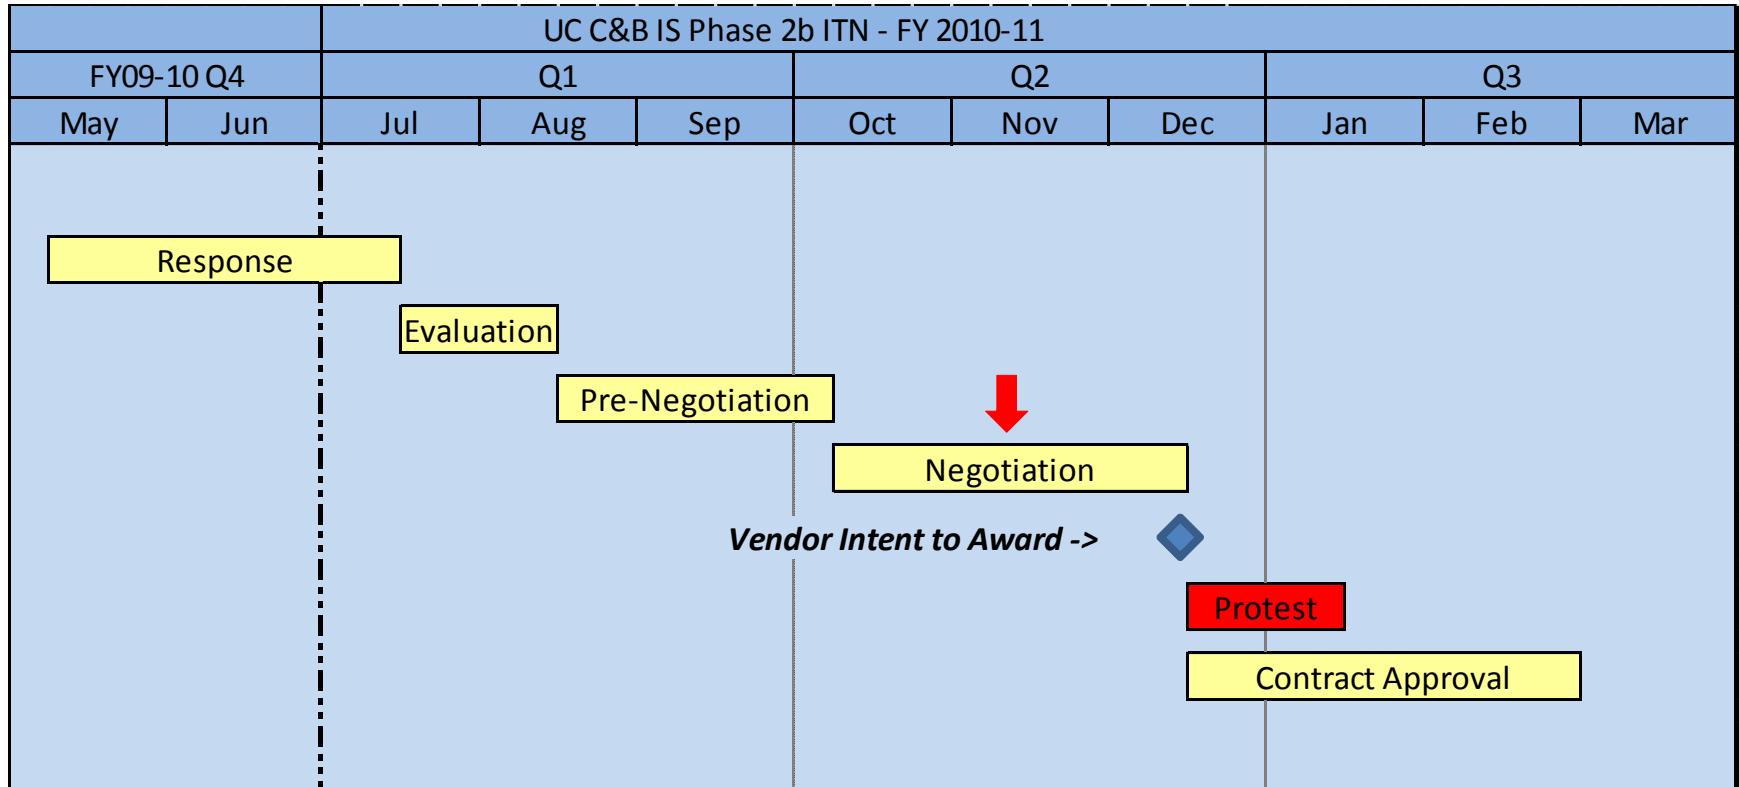 UC C&B IS Phase 2b ITN - FY 2010-11
FY09-10 Q4 Q1 Q2 Q3
May Jun Jul Aug Sep Oct Nov Dec Jan Feb Mar
Response
Evaluation
Pre-Negotiation
Negotiation
Vendor Intent to Award ->
Protest
Contract Approval